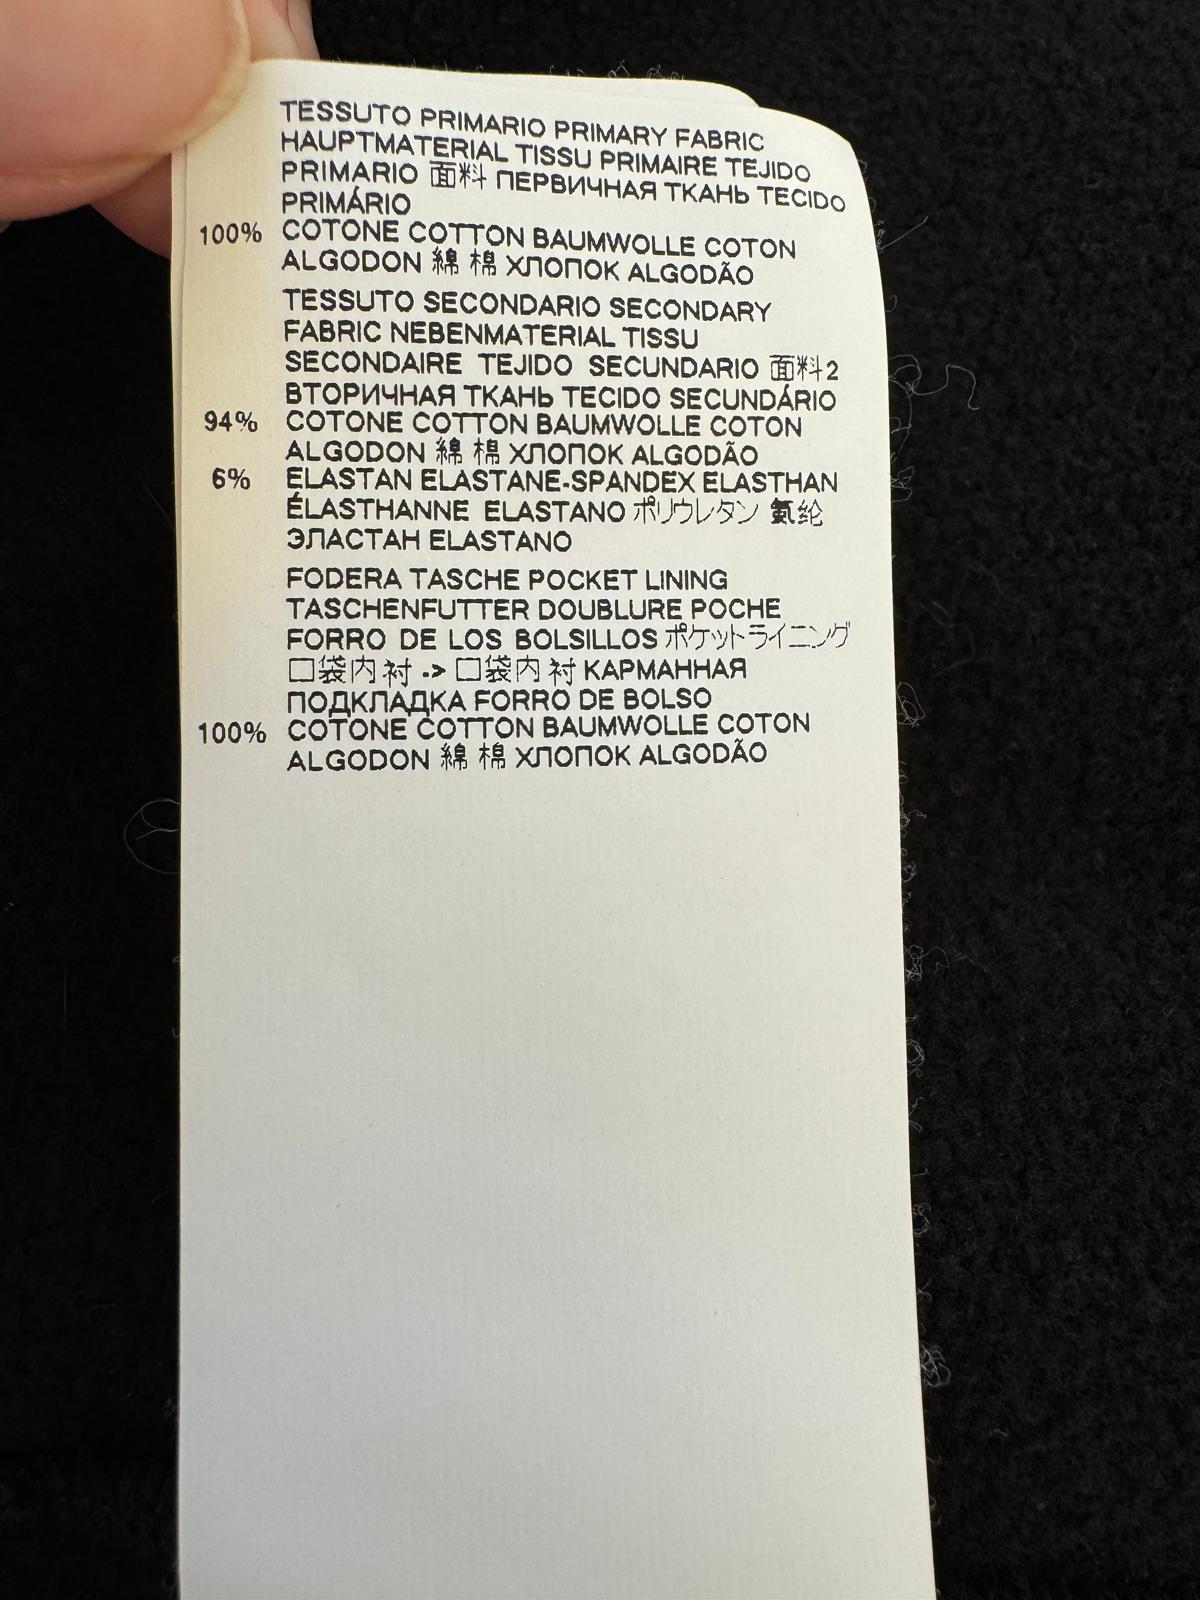 TESSUTO PRIMARIO PRIMARY FABRIC
HAUPTMATERIAL TISSU PRIMAIRE TEJIDO
PRIMARIO 面料 ПЕРВИЧНАЯ ТКАНЬ TECIDO
PRIMÁRIO
100% COTONE COTTON BAUMWOLLE COTON
ALGODON 綿 棉 ХЛОПОК ALGODÃO
TESSUTO SECONDARIO SECONDARY
FABRIC NEBENMATERIAL TISSU
SECONDAIRE TEJIDO SECUNDARIO 面料2
ВТОРИЧНАЯ ТКАНЬ TECIDO SECUNDÁRIO
94% COTONE COTTON BAUMWOLLE COTON
ALGODON 綿 棉 ХЛОПОК ALGODÃO
6% ELASTAN ELASTANE-SPANDEX ELASTHAN
ÉLASTHANNE ELASTANO ポリウレタン 氨纶
ЭЛАСТАН ELASTANO
FODERA TASCHE POCKET LINING
TASCHENFUTTER DOUBLURE POCHE
FORRO DE LOS BOLSILLOS ポケットライニング
口袋内衬 -> 口袋内衬 КАРМАННАЯ
ПОДКЛАДКА FORRO DE BOLSO
100% COTONE COTTON BAUMWOLLE COTON
ALGODON 綿 棉 ХЛОПОК ALGODÃO